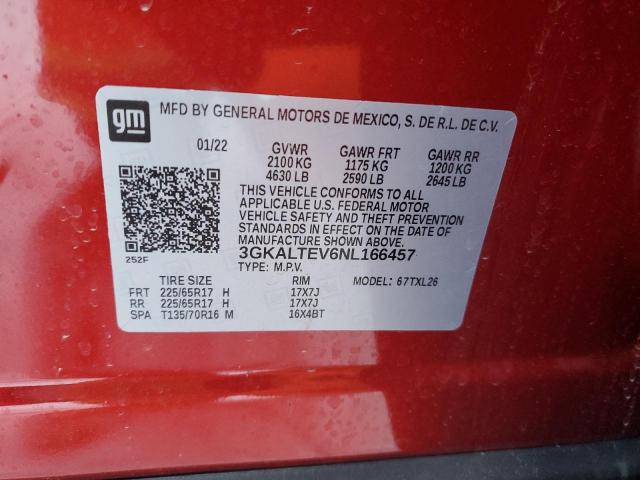 gm
MFD BY GENERAL MOTORS DE MEXICO, S. DE R.L. DE C.V.
01/22 GVWR GAWR FRT GAWR RR
2100 KG 1175 KG 1200 KG
4630 LB 2590 LB 2645 LB
THIS VEHICLE CONFORMS TO ALL
APPLICABLE U.S. FEDERAL MOTOR
VEHICLE SAFETY AND THEFT PREVENTION
STANDARDS IN EFFECT ON THE DATE OF
MANUFACTURE SHOWN ABOVE.
3GKALTEV6NL166457
252F
TYPE: M.P.V.
TIRE SIZE RIM MODEL: 67TXL26
FRT 225/65R17 H 17X7J
RR 225/65R17 H 17X7J
SPA T135/70R16 M 16X4BT